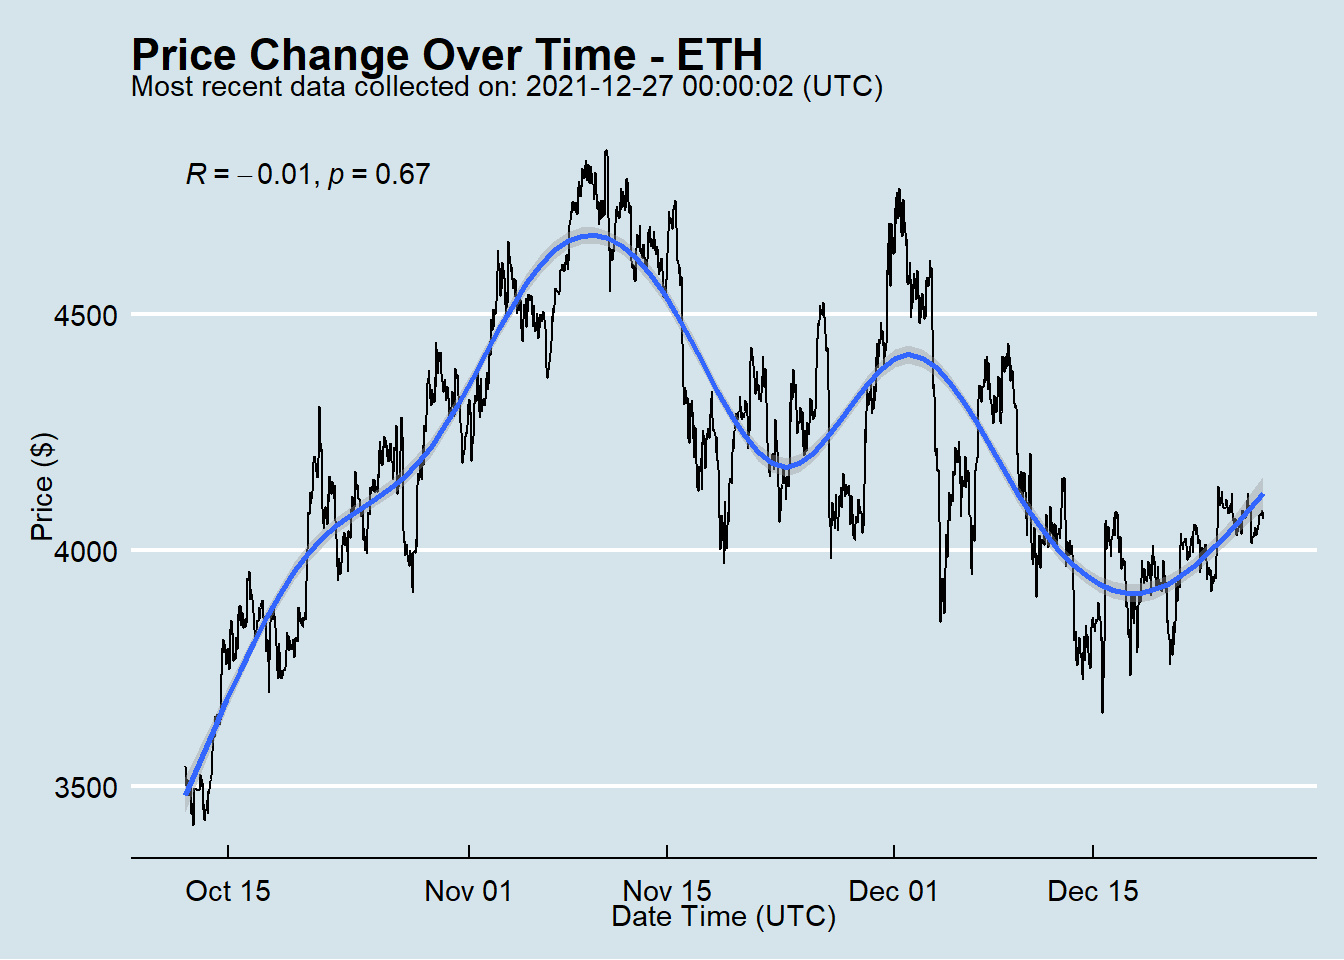 Price Change Over Time - ETH
Most recent data collected on: 2021-12-27 00:00:02 (UTC)
R = −0.01, p = 0.67
Price ($)
4500
4000
3500
Oct 15 Nov 01 Nov 15 Dec 01 Dec 15
Date Time (UTC)